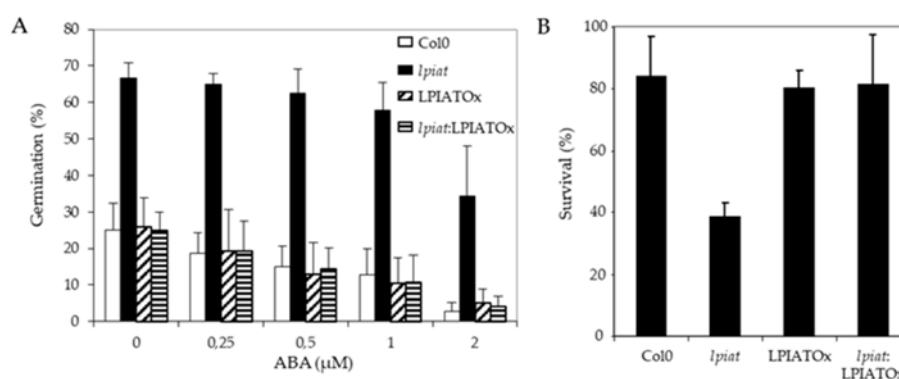 A
B
80
70
60
50
40
30
20
10
0
Germination (%)
Col0
lpiat
LPIATOx
lpiat:LPIATOx
0
0,25
0,5
1
2
ABA (µM)
100
80
60
40
20
0
Survival (%)
Col0
lpiat
LPIATOx
lpiat:
LPIATOx